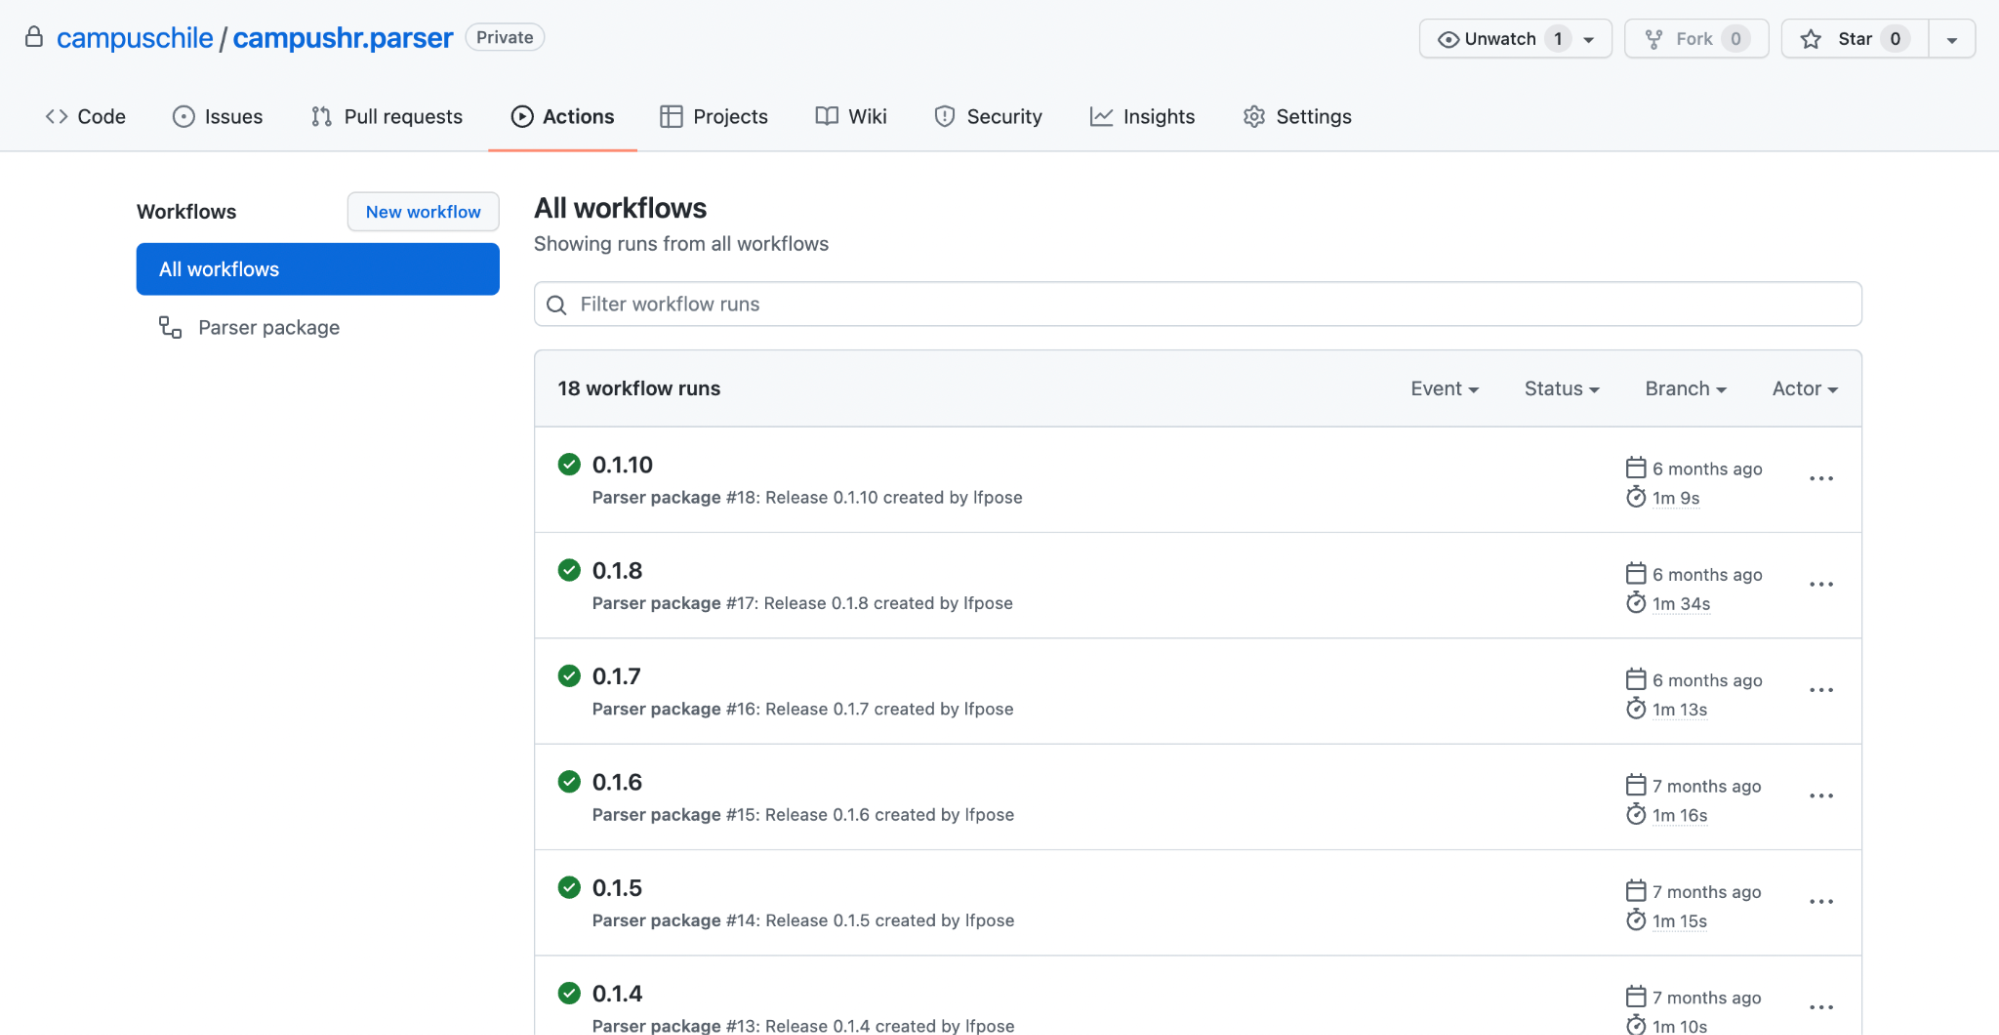 campuschile / campushr.parser Private
Unwatch 1 Fork 0 Star 0
Code Issues Pull requests Actions Projects Wiki Security Insights Settings
Workflows
New workflow
All workflows
Parser package
All workflows
Showing runs from all workflows
Filter workflow runs
18 workflow runs Event Status Branch Actor
0.1.10
Parser package #18: Release 0.1.10 created by lfpose
6 months ago
1m 9s
0.1.8
Parser package #17: Release 0.1.8 created by lfpose
6 months ago
1m 34s
0.1.7
Parser package #16: Release 0.1.7 created by lfpose
6 months ago
1m 13s
0.1.6
Parser package #15: Release 0.1.6 created by lfpose
7 months ago
1m 16s
0.1.5
Parser package #14: Release 0.1.5 created by lfpose
7 months ago
1m 15s
0.1.4
Parser package #13: Release 0.1.4 created by lfpose
7 months ago
1m 10s